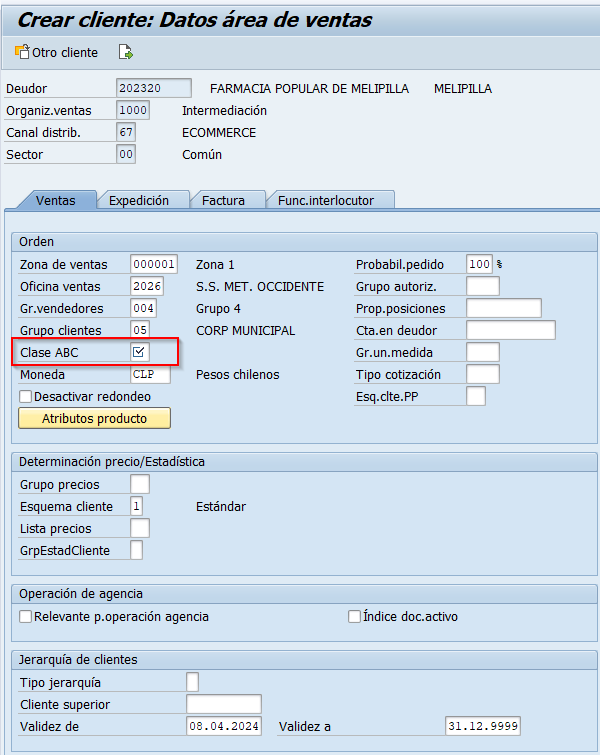 Crear cliente: Datos área de ventas
Otro cliente
Deudor 202320 FARMACIA POPULAR DE MELIPILLA MELIPILLA
Organiz.ventas 1000 Intermediación
Canal distrib. 67 ECOMMERCE
Sector 00 Común
Ventas Expedición Factura Func.interlocutor
Orden
Zona de ventas 000001 Zona 1 Probabil.pedido 100 %
Oficina ventas 2026 S.S. MET. OCCIDENTE Grupo autoriz.
Gr.vendedores 004 Grupo 4 Prop.posiciones
Grupo clientes 05 CORP MUNICIPAL Cta.en deudor
Clase ABC Gr.un.medida
Moneda CLP Pesos chilenos Tipo cotización
Desactivar redondeo Esq.clte.PP
Atributos producto
Determinación precio/Estadística
Grupo precios
Esquema cliente 1 Estándar
Lista precios
GrpEstadCliente
Operación de agencia
Relevante p.operación agencia Índice doc.activo
Jerarquía de clientes
Tipo jerarquía
Cliente superior
Validez de 08.04.2024 Validez a 31.12.9999